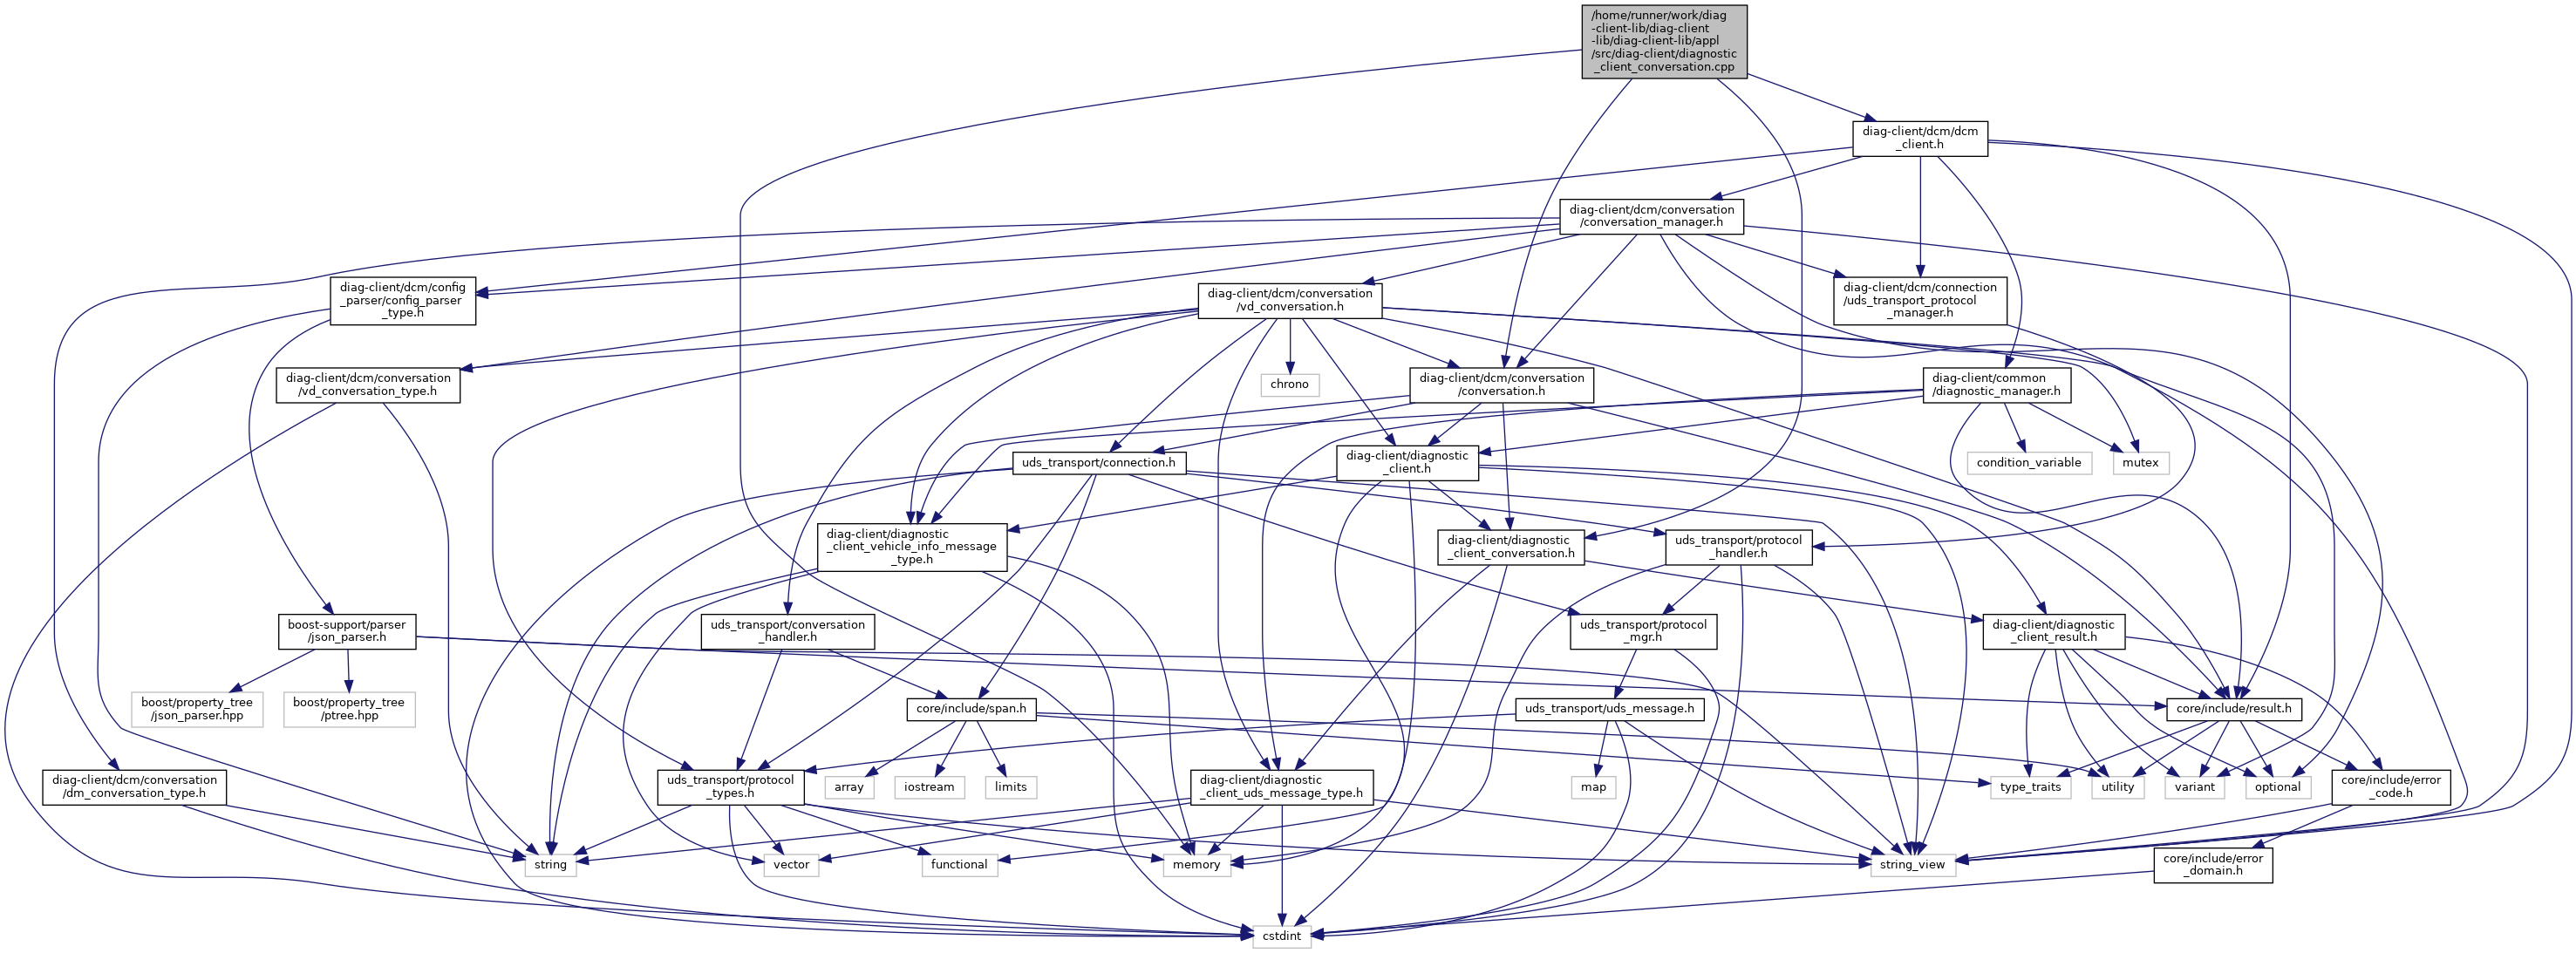 /home/runner/work/diag
-client-lib/diag-client
-lib/diag-client-lib/appl
/src/diag-client/diagnostic
_client_conversation.cpp
diag-client/dcm/dcm
_client.h
diag-client/dcm/conversation
/conversation_manager.h
diag-client/dcm/config
_parser/config_parser
_type.h
diag-client/dcm/conversation
/vd_conversation.h
diag-client/dcm/connection
/uds_transport_protocol
_manager.h
diag-client/dcm/conversation
/vd_conversation_type.h
chrono
diag-client/dcm/conversation
/conversation.h
diag-client/common
/diagnostic_manager.h
uds_transport/connection.h
diag-client/diagnostic
_client.h
condition_variable
mutex
diag-client/diagnostic
_client_vehicle_info_message
_type.h
diag-client/diagnostic
_client_conversation.h
uds_transport/protocol
_handler.h
boost-support/parser
/json_parser.h
uds_transport/conversation
_handler.h
uds_transport/protocol
_mgr.h
diag-client/diagnostic
_client_result.h
boost/property_tree
/json_parser.hpp
boost/property_tree
/ptree.hpp
core/include/span.h
uds_transport/uds_message.h
core/include/result.h
diag-client/dcm/conversation
/dm_conversation_type.h
uds_transport/protocol
_types.h
array
iostream
limits
diag-client/diagnostic
_client_uds_message_type.h
map
type_traits
utility
variant
optional
core/include/error
_code.h
string
vector
functional
memory
string_view
core/include/error
_domain.h
cstdint